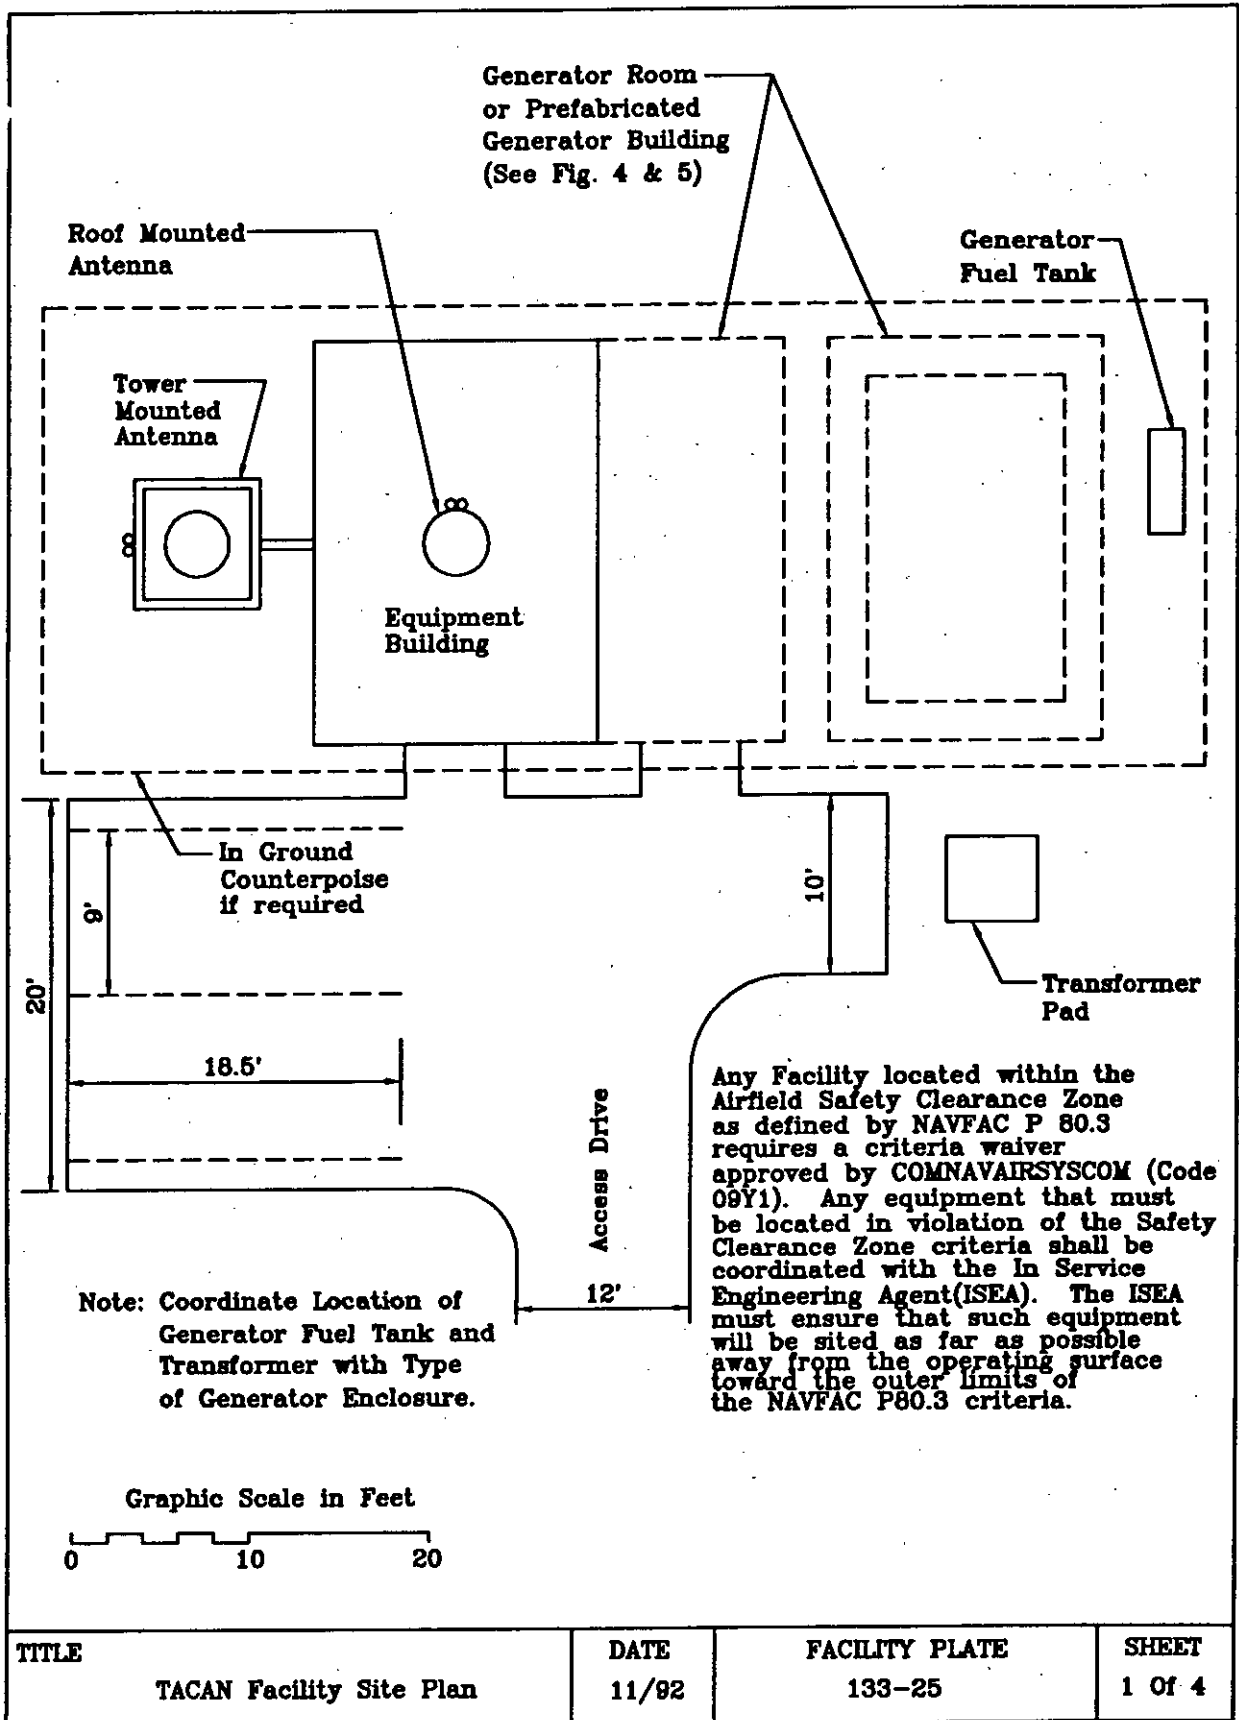 Generator Room
or Prefabricated
Generator Building
(See Fig. 4 & 5)
Roof Mounted
Antenna
Generator
Fuel Tank
Tower
Mounted
Antenna
Equipment
Building
In Ground
Counterpoise
if required
9'
20'
10'
18.5'
Transformer
Pad
Access Drive
12'
Any Facility located within the
Airfield Safety Clearance Zone
as defined by NAVFAC P 80.3
requires a criteria waiver
approved by COMNAVAIRSYSCOM (Code
09Y1). Any equipment that must
be located in violation of the Safety
Clearance Zone criteria shall be
coordinated with the In Service
Engineering Agent(ISEA). The ISEA
must ensure that such equipment
will be sited as far as possible
away from the operating surface
toward the outer limits of
the NAVFAC P80.3 criteria.
Note: Coordinate Location of
Generator Fuel Tank and
Transformer with Type
of Generator Enclosure.
Graphic Scale in Feet
0 10 20
TITLE
TACAN Facility Site Plan
DATE
11/92
FACILITY PLATE
133-25
SHEET
1 Of 4